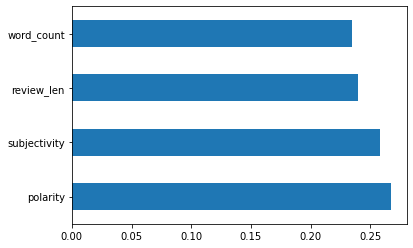 word_count
review_len
subjectivity
polarity
0.00 0.05 0.10 0.15 0.20 0.25